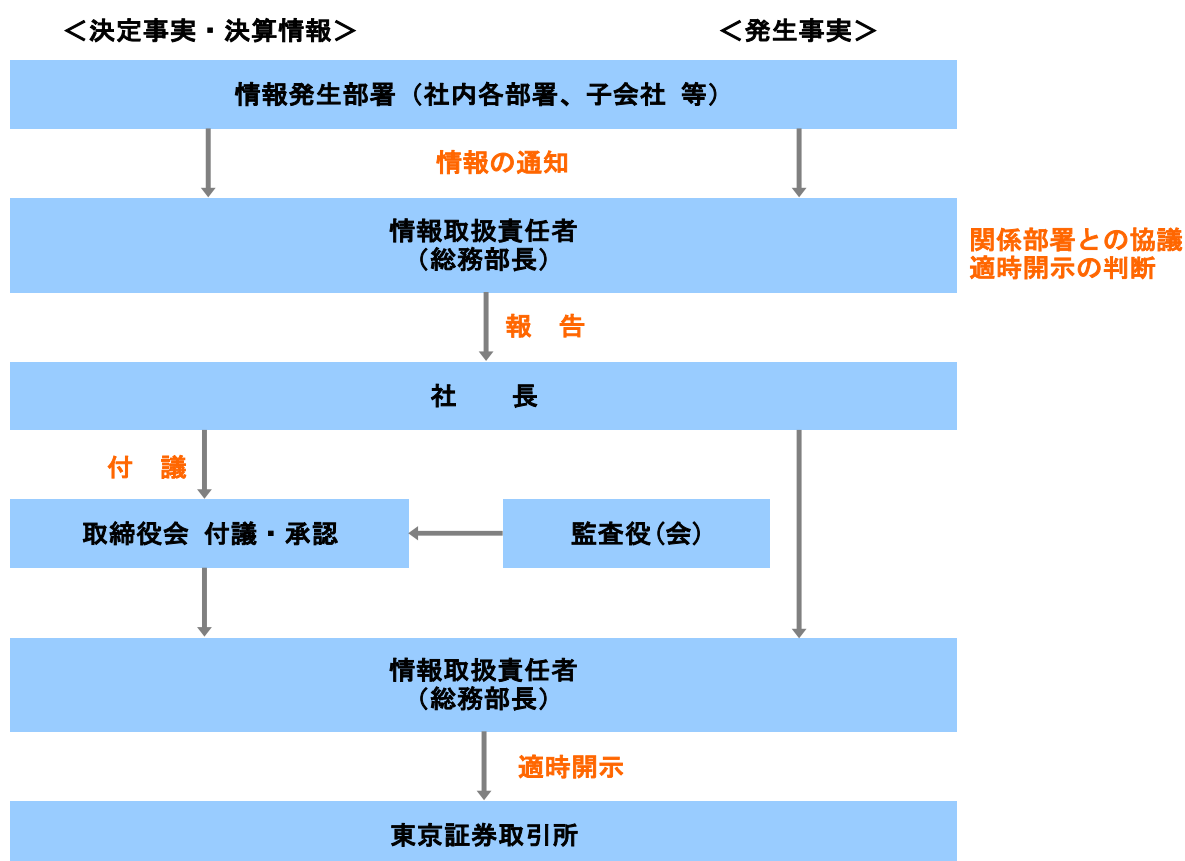 ＜決定事実・決算情報＞
＜発生事実＞
情報発生部署（社内各部署、子会社 等）
情報の通知
情報取扱責任者
（総務部長）
関係部署との協議
適時開示の判断
報　告
社　　長
付　議
取締役会 付議・承認
監査役（会）
情報取扱責任者
（総務部長）
適時開示
東京証券取引所